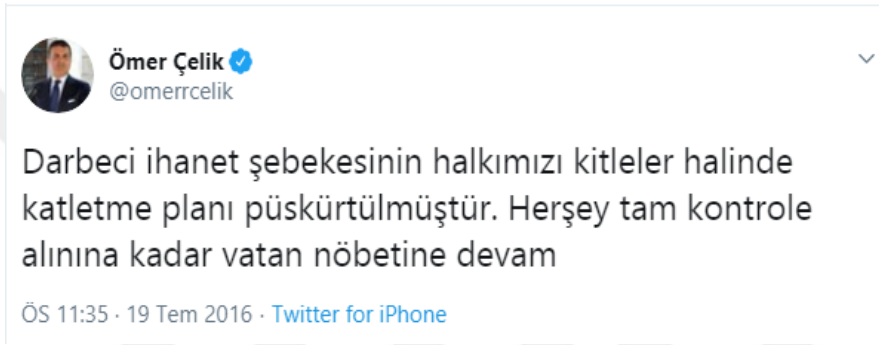 Ömer Çelik
@omerrcelik
Darbeci ihanet şebekesinin halkımızı kitleler halinde
katletme planı püskürtülmüştür. Herşey tam kontrole
alınına kadar vatan nöbetine devam
ÖS 11:35 · 19 Tem 2016 · Twitter for iPhone